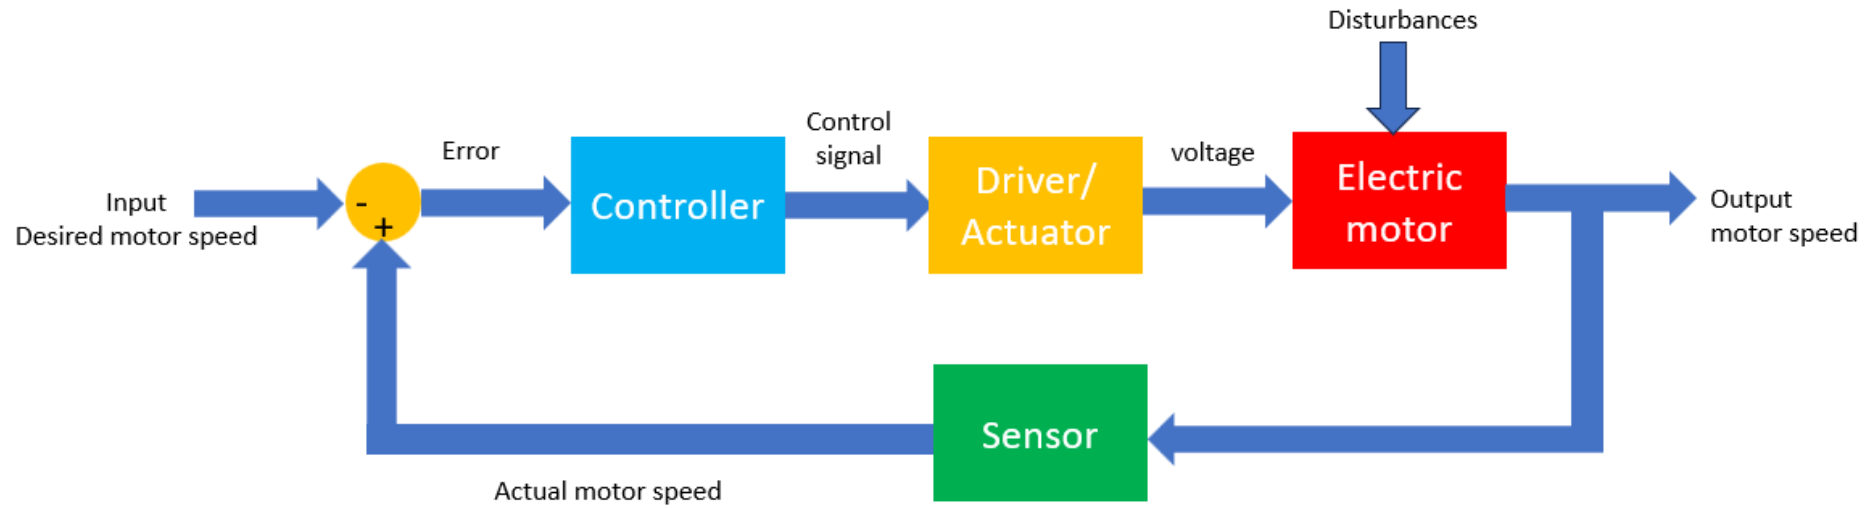 Disturbances
Error
Control
signal
voltage
Input
Desired motor speed
-
+
Controller
Driver/
Actuator
Electric
motor
Output
motor speed
Sensor
Actual motor speed